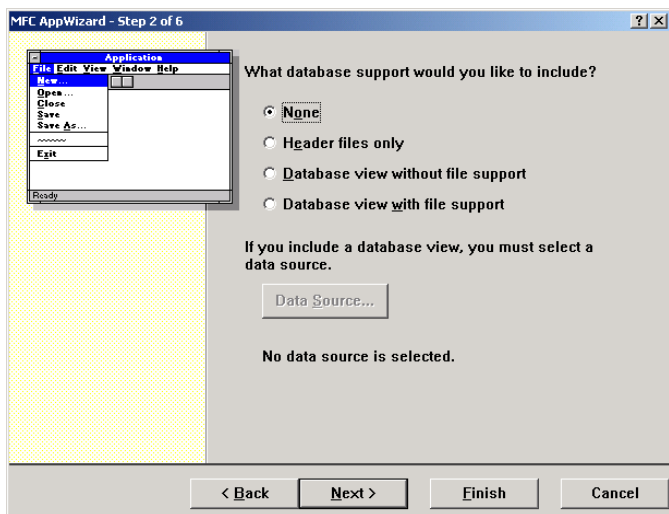 MFC AppWizard - Step 2 of 6
Application
File Edit View Window Help
New...
Open...
Close
Save
Save As...
Exit
Ready
What database support would you like to include?
None
Header files only
Database view without file support
Database view with file support
If you include a database view, you must select a
data source.
Data Source...
No data source is selected.
< Back Next > Finish Cancel